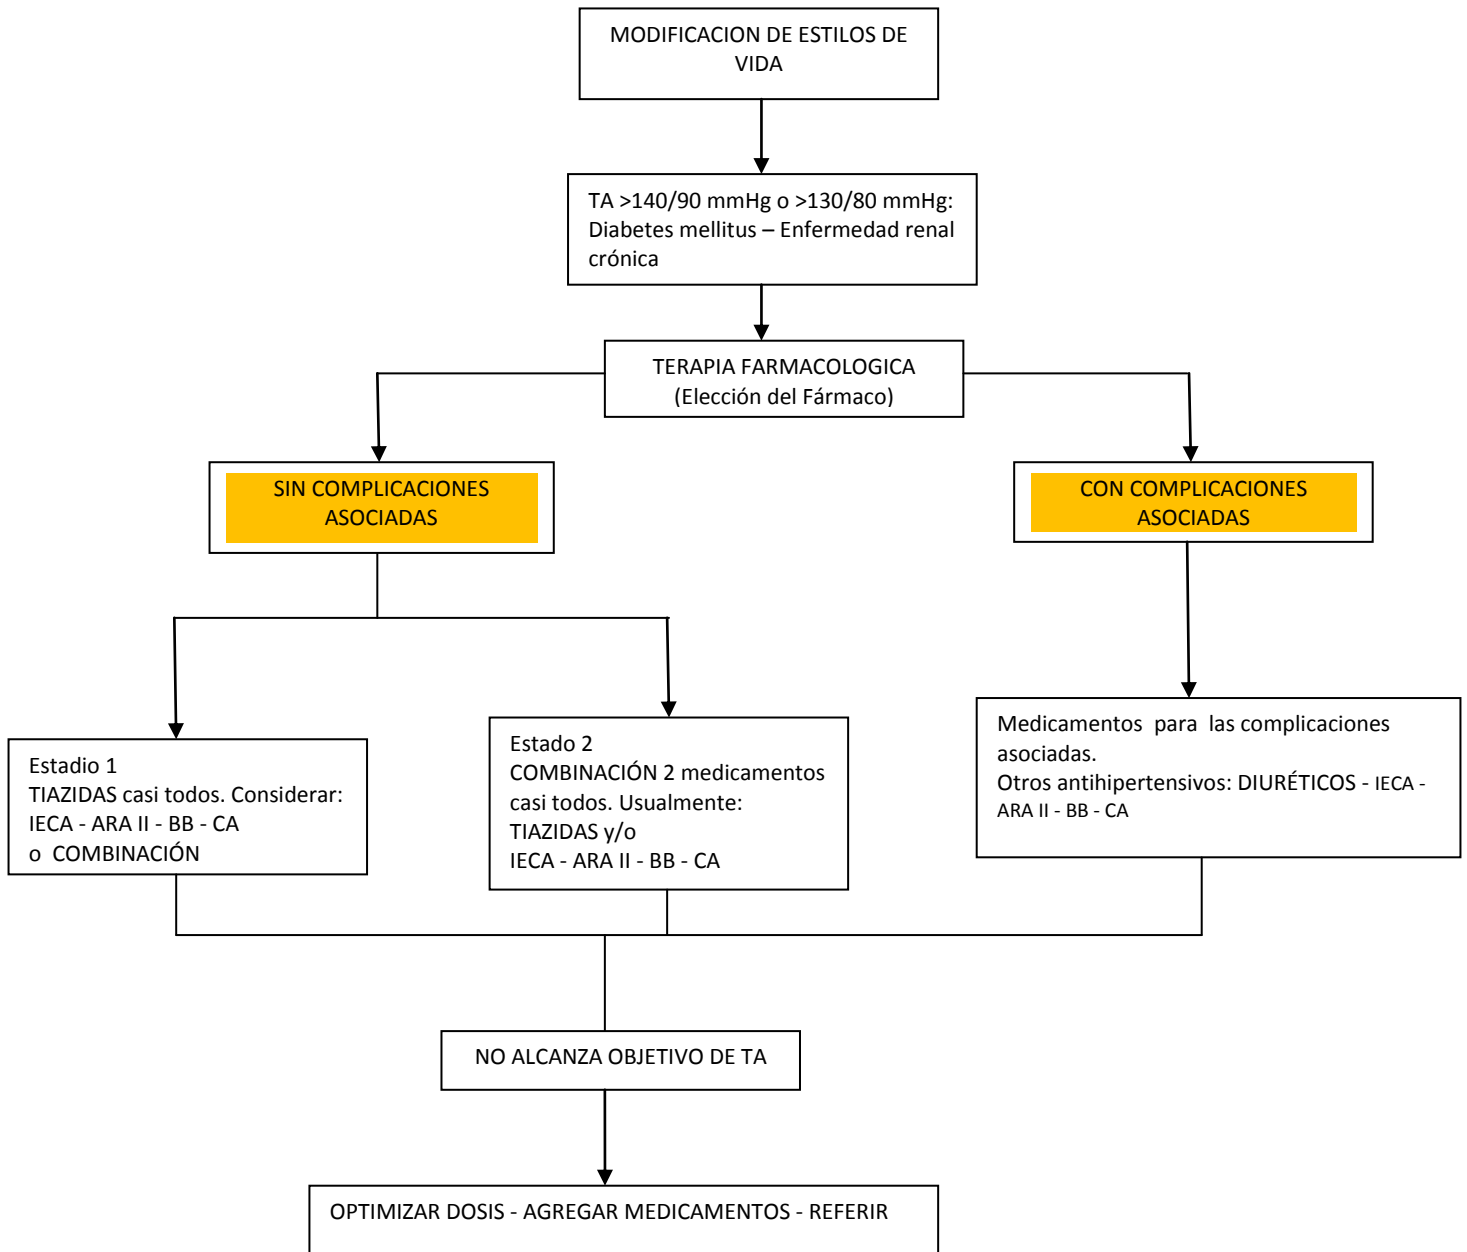 MODIFICACION DE ESTILOS DE
VIDA
TA >140/90 mmHg o >130/80 mmHg:
Diabetes mellitus – Enfermedad renal
crónica
TERAPIA FARMACOLOGICA
(Elección del Fármaco)
SIN COMPLICACIONES
ASOCIADAS
CON COMPLICACIONES
ASOCIADAS
Estadio 1
TIAZIDAS casi todos. Considerar:
IECA - ARA II - BB - CA
o COMBINACIÓN
Estado 2
COMBINACIÓN 2 medicamentos
casi todos. Usualmente:
TIAZIDAS y/o
IECA - ARA II - BB - CA
Medicamentos para las complicaciones
asociadas.
Otros antihipertensivos: DIURÉTICOS - IECA -
ARA II - BB - CA
NO ALCANZA OBJETIVO DE TA
OPTIMIZAR DOSIS - AGREGAR MEDICAMENTOS - REFERIR